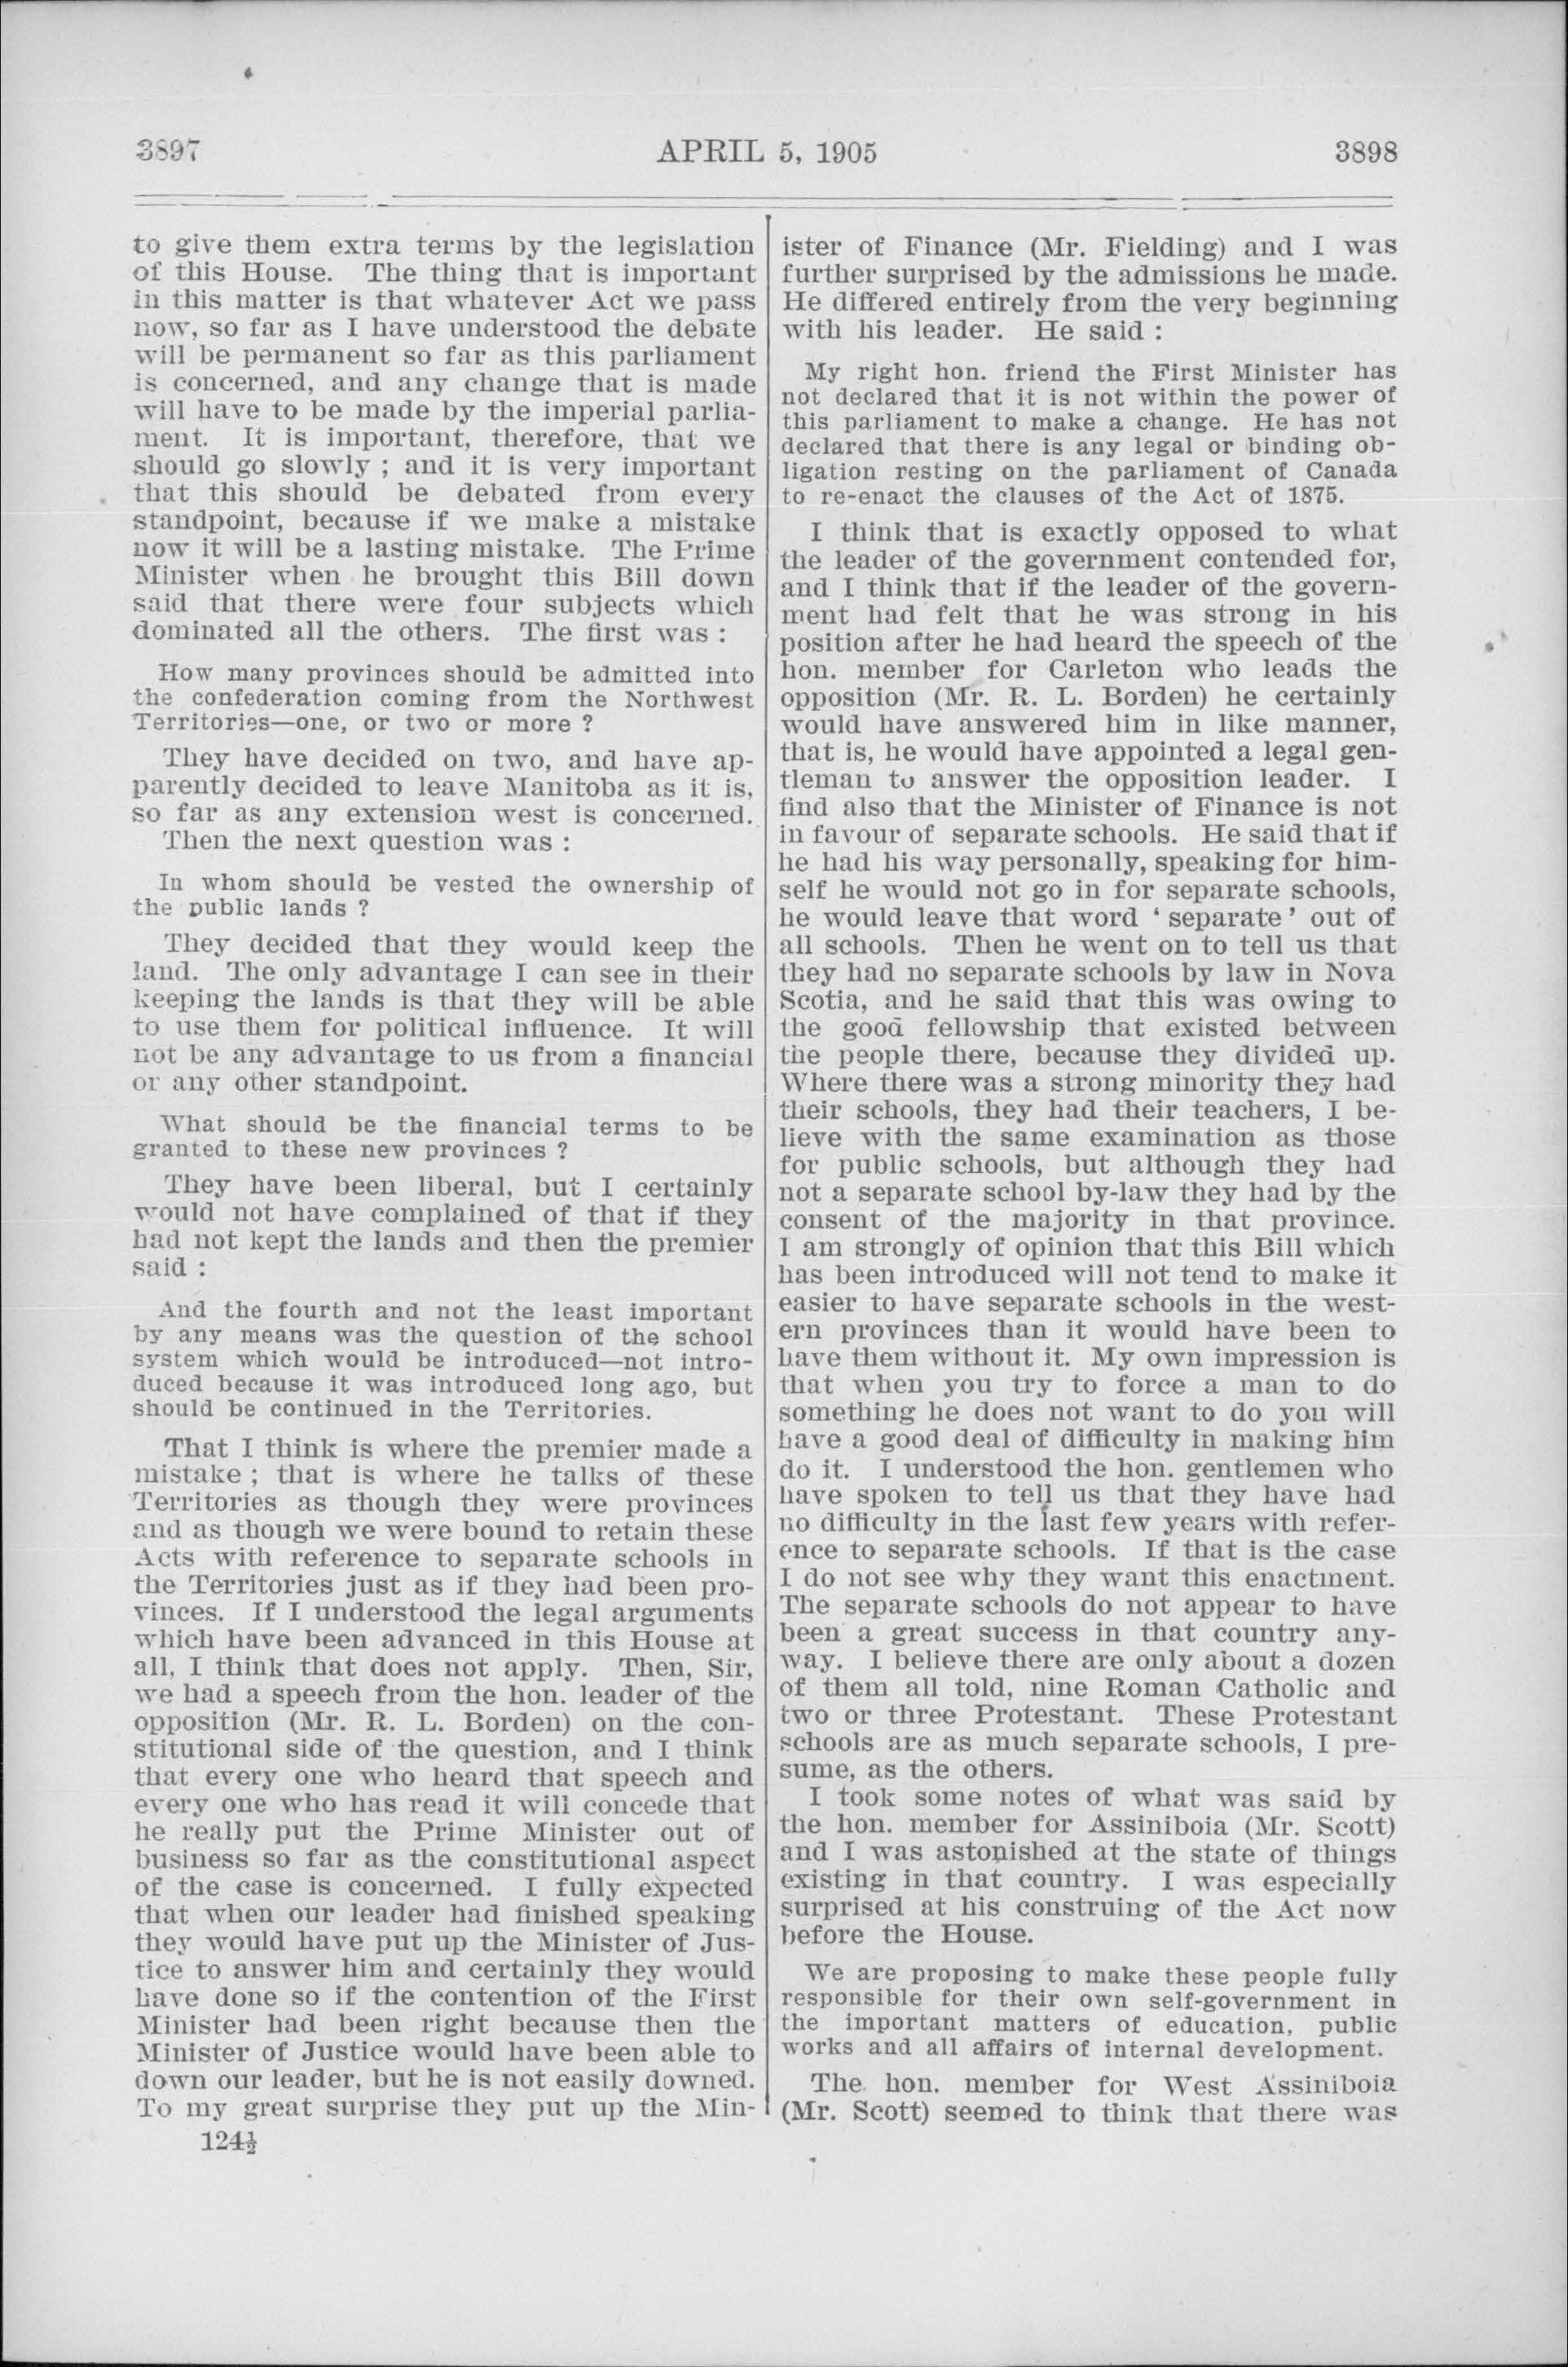 3897
APRIL 5, 1905
3898
to give them extra terms by the legislation
of this House. The thing that is important
in this matter is that whatever Act we pass
now, so far as I have understood the debate
will be permanent so far as this parliament
is concerned, and any change that is made
will have to be made by the imperial parlia-
ment. It is important, therefore, that we
should go slowly ; and it is very important
that this should be debated from every
standpoint, because if we make a mistake
now it will be a lasting mistake. The Prime
Minister when he brought this Bill down
said that there were four subjects which
dominated all the others. The first was :
How many provinces should be admitted into
the confederation coming from the Northwest
Territories—one, or two or more ?
They have decided on two, and have ap-
parently decided to leave Manitoba as it is,
so far as any extension west is concerned.
Then the next question was :
In whom should be vested the ownership of
the public lands ?
They decided that they would keep the
land. The only advantage I can see in their
keeping the lands is that they will be able
to use them for political influence. It will
not be any advantage to us from a financial
or any other standpoint.
What should be the financial terms to be
granted to these new provinces ?
They have been liberal, but I certainly
would not have complained of that if they
had not kept the lands and then the premier
said :
And the fourth and not the least important
by any means was the question of the school
system which would be introduced—not intro-
duced because it was introduced long ago, but
should be continued in the Territories.
That I think is where the premier made a
mistake ; that is where he talks of these
Territories as though they were provinces
and as though we were bound to retain these
Acts with reference to separate schools in
the Territories just as if they had been pro-
vinces. If I understood the legal arguments
which have been advanced in this House at
all, I think that does not apply. Then, Sir,
we had a speech from the hon. leader of the
opposition (Mr. R. L. Borden) on the con-
stitutional side of the question, and I think
that every one who heard that speech and
every one who has read it will concede that
he really put the Prime Minister out of
business so far as the constitutional aspect
of the case is concerned. I fully expected
that when our leader had finished speaking
they would have put up the Minister of Jus-
tice to answer him and certainly they would
have done so if the contention of the First
Minister had been right because then the
Minister of Justice would have been able to
down our leader, but he is not easily downed.
To my great surprise they put up the Min-
124½
ister of Finance (Mr. Fielding) and I was
further surprised by the admissions he made.
He differed entirely from the very beginning
with his leader. He said :
My right hon. friend the First Minister has
not declared that it is not within the power of
this parliament to make a change. He has not
declared that there is any legal or binding ob-
ligation resting on the parliament of Canada
to re-enact the clauses of the Act of 1875.
I think that is exactly opposed to what
the leader of the government contended for,
and I think that if the leader of the govern-
ment had felt that he was strong in his
position after he had heard the speech of the
hon. member for Carleton who leads the
opposition (Mr. R. L. Borden) he certainly
would have answered him in like manner,
that is, he would have appointed a legal gen-
tleman to answer the opposition leader. I
find also that the Minister of Finance is not
in favour of separate schools. He said that if
he had his way personally, speaking for him-
self he would not go in for separate schools,
he would leave that word ‘ separate ’ out of
all schools. Then he went on to tell us that
they had no separate schools by law in Nova
Scotia, and he said that this was owing to
the good fellowship that existed between
the people there, because they divided up.
Where there was a strong minority they had
their schools, they had their teachers, I be-
lieve with the same examination as those
for public schools, but although they had
not a separate school by-law they had by the
consent of the majority in that province.
I am strongly of opinion that this Bill which
has been introduced will not tend to make it
easier to have separate schools in the west-
ern provinces than it would have been to
have them without it. My own impression is
that when you try to force a man to do
something he does not want to do you will
have a good deal of difficulty in making him
do it. I understood the hon. gentlemen who
have spoken to tell us that they have had
no difficulty in the last few years with refer-
ence to separate schools. If that is the case
I do not see why they want this enactment.
The separate schools do not appear to have
been a great success in that country any-
way. I believe there are only about a dozen
of them all told, nine Roman Catholic and
two or three Protestant. These Protestant
schools are as much separate schools, I pre-
sume, as the others.
I took some notes of what was said by
the hon. member for Assiniboia (Mr. Scott)
and I was astonished at the state of things
existing in that country. I was especially
surprised at his construing of the Act now
before the House.
We are proposing to make these people fully
responsible for their own self-government in
the important matters of education, public
works and all affairs of internal development.
The hon. member for West Assiniboia
(Mr. Scott) seemed to think that there was